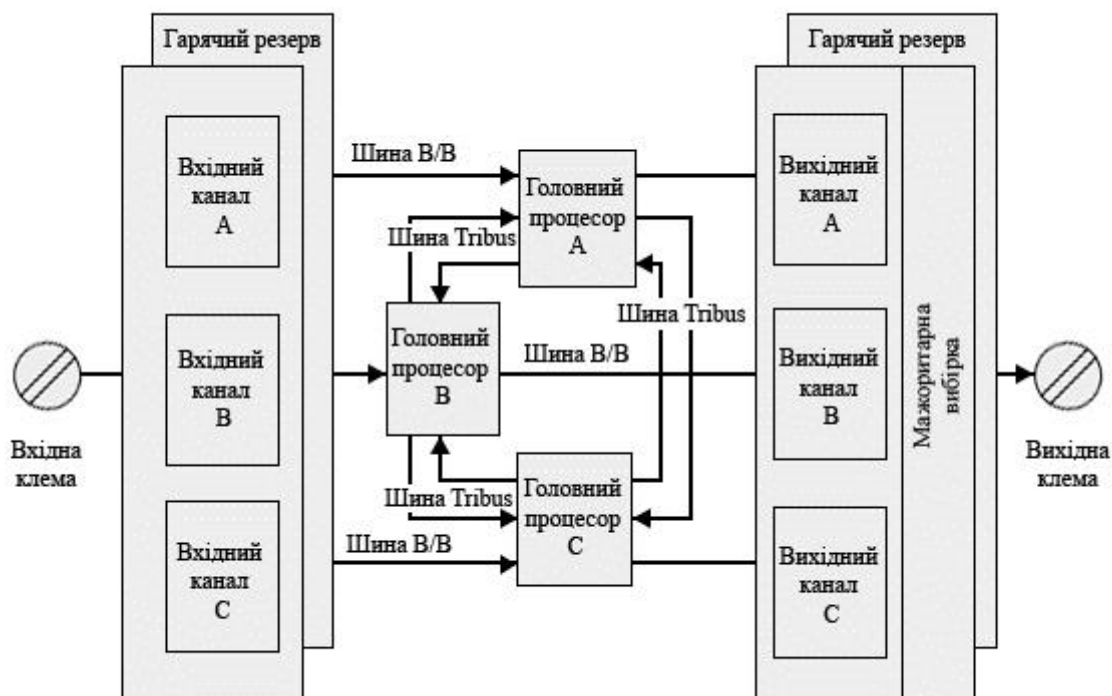 Гарячий резерв
Гарячий резерв
Вхідний
канал
A
Шина В/В
Головний
процесор
A
Вихідний
канал
A
Шина Tribus
Шина Tribus
Вхідна
клема
Вхідний
канал
B
Головний
процесор
B
Шина В/В
Вихідний
канал
B
Мажоритарна
вибірка
Вихідна
клема
Шина Tribus
Вхідний
канал
C
Шина В/В
Головний
процесор
C
Вихідний
канал
C